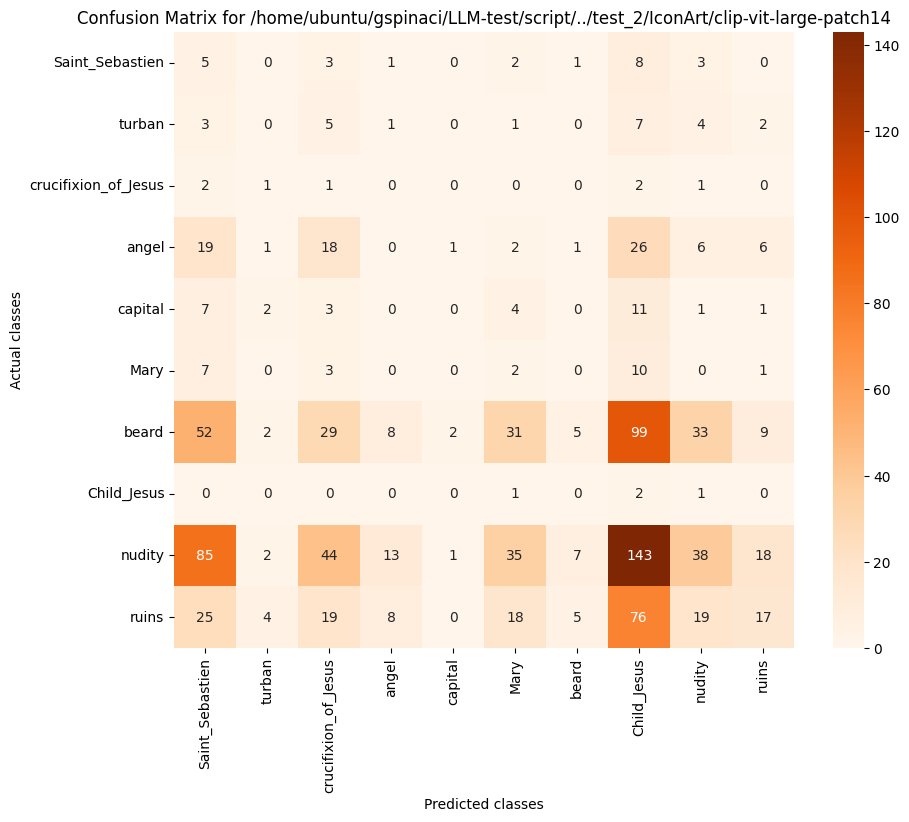 Confusion Matrix for /home/ubuntu/gspinaci/LLM-test/script/../test_2/IconArt/clip-vit-large-patch14
Saint_Sebastien 5 0 3 1 0 2 1 8 3 0
turban 3 0 5 1 0 1 0 7 4 2
crucifixion_of_Jesus 2 1 1 0 0 0 0 2 1 0
angel 19 1 18 0 1 2 1 26 6 6
capital 7 2 3 0 0 4 0 11 1 1
Mary 7 0 3 0 0 2 0 10 0 1
beard 52 2 29 8 2 31 5 99 33 9
Child_Jesus 0 0 0 0 0 1 0 2 1 0
nudity 85 2 44 13 1 35 7 143 38 18
ruins 25 4 19 8 0 18 5 76 19 17
Saint_Sebastien turban crucifixion_of_Jesus angel capital Mary beard Child_Jesus nudity ruins
Predicted classes
Actual classes
140
120
100
80
60
40
20
0